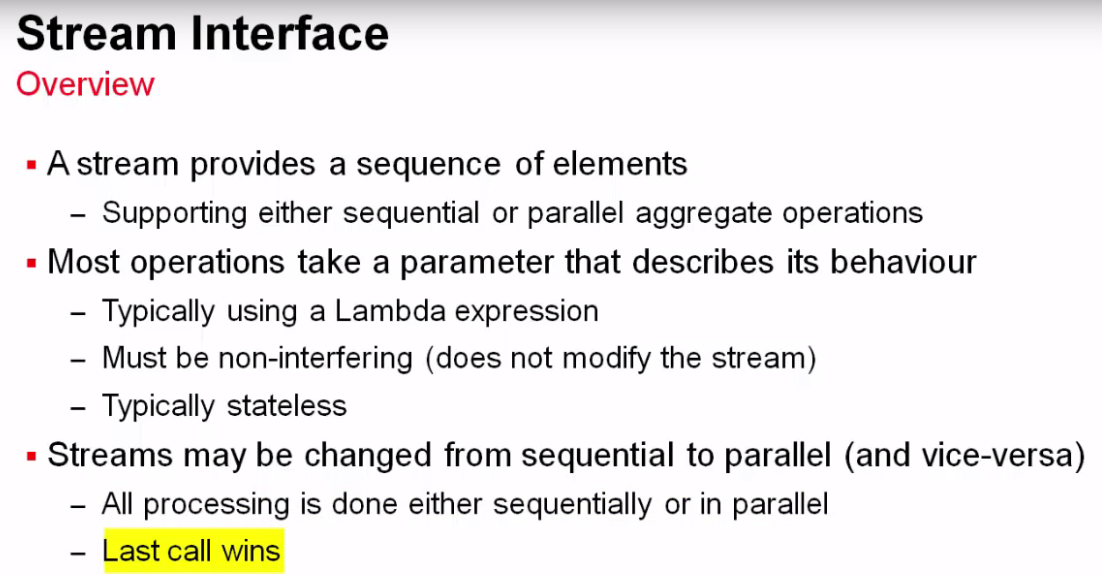 Stream Interface
Overview
▪ A stream provides a sequence of elements
– Supporting either sequential or parallel aggregate operations
▪ Most operations take a parameter that describes its behaviour
– Typically using a Lambda expression
– Must be non-interfering (does not modify the stream)
– Typically stateless
▪ Streams may be changed from sequential to parallel (and vice-versa)
– All processing is done either sequentially or in parallel
– Last call wins